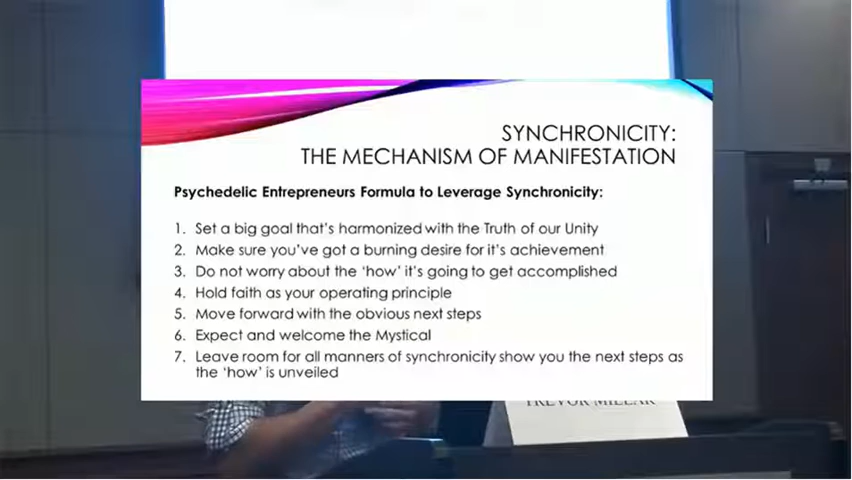 SYNCHRONICITY:
THE MECHANISM OF MANIFESTATION
Psychedelic Entrepreneurs Formula to Leverage Synchronicity:
1. Set a big goal that's harmonized with the Truth of our Unity
2. Make sure you've got a burning desire for it's achievement
3. Do not worry about the 'how' it's going to get accomplished
4. Hold faith as your operating principle
5. Move forward with the obvious next steps
6. Expect and welcome the Mystical
7. Leave room for all manners of synchronicity show you the next steps as
the 'how' is unveiled
TREVOR MILLAR